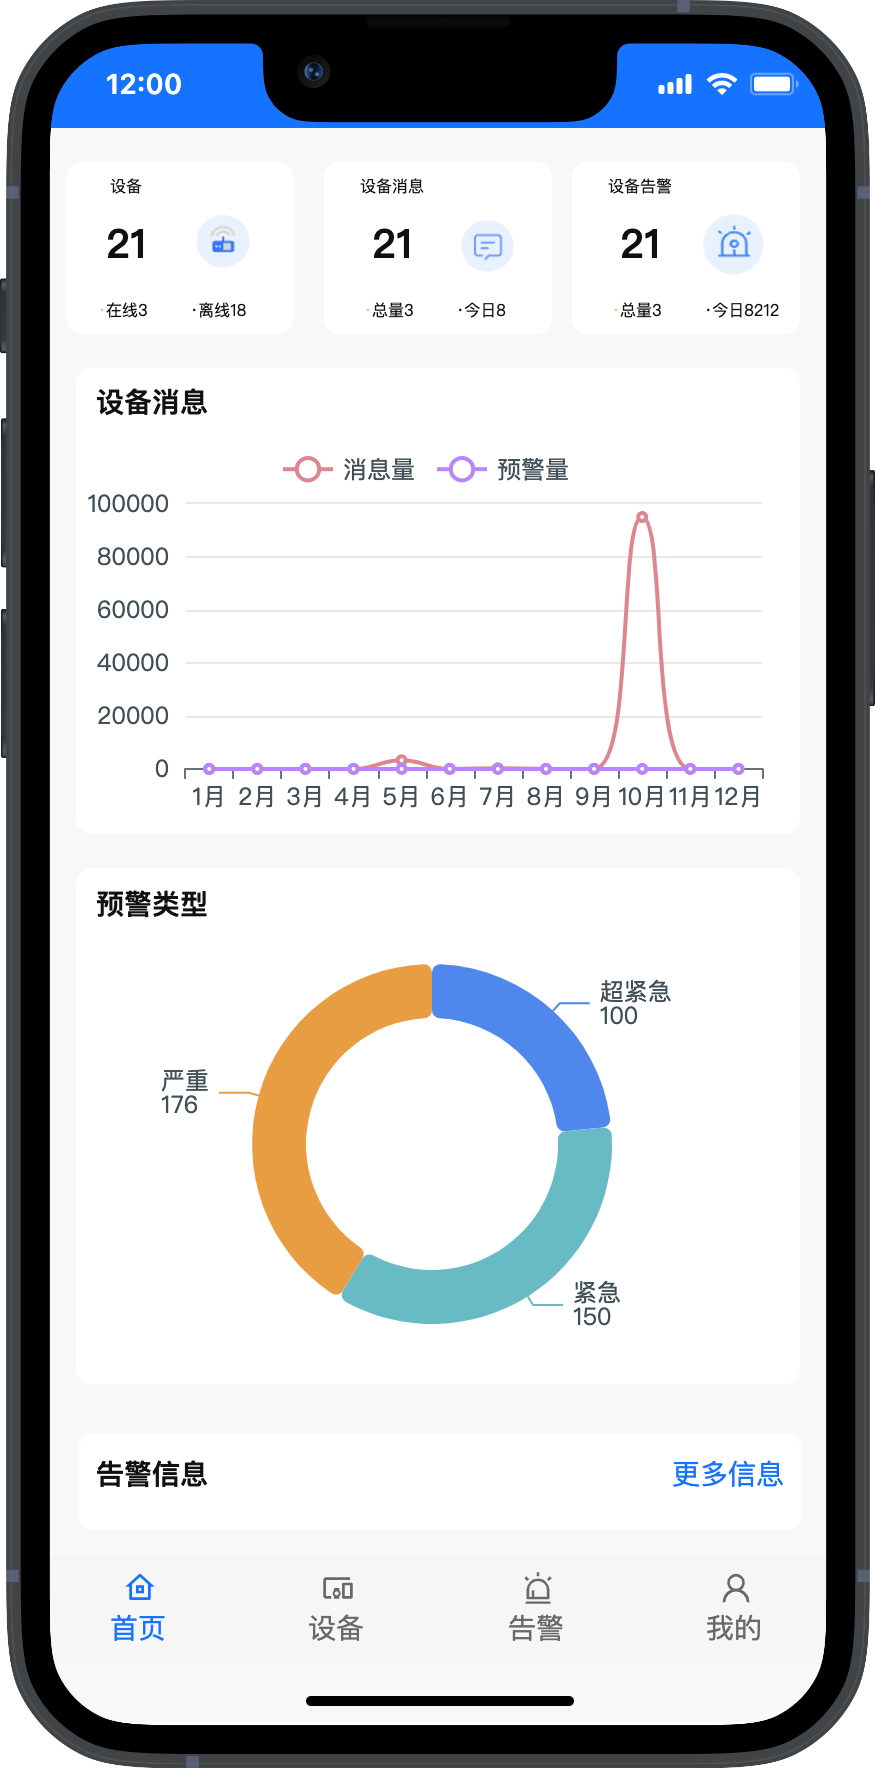 12:00
设备
设备消息
设备告警
21
21
21
·在线3
·离线18
·总量3
·今日8
·总量3
·今日8212
设备消息
消息量
预警量
100000
80000
60000
40000
20000
0
1月 2月 3月 4月 5月 6月 7月 8月 9月 10月 11月 12月
预警类型
超紧急
100
严重
176
紧急
150
告警信息
更多信息
首页
设备
告警
我的